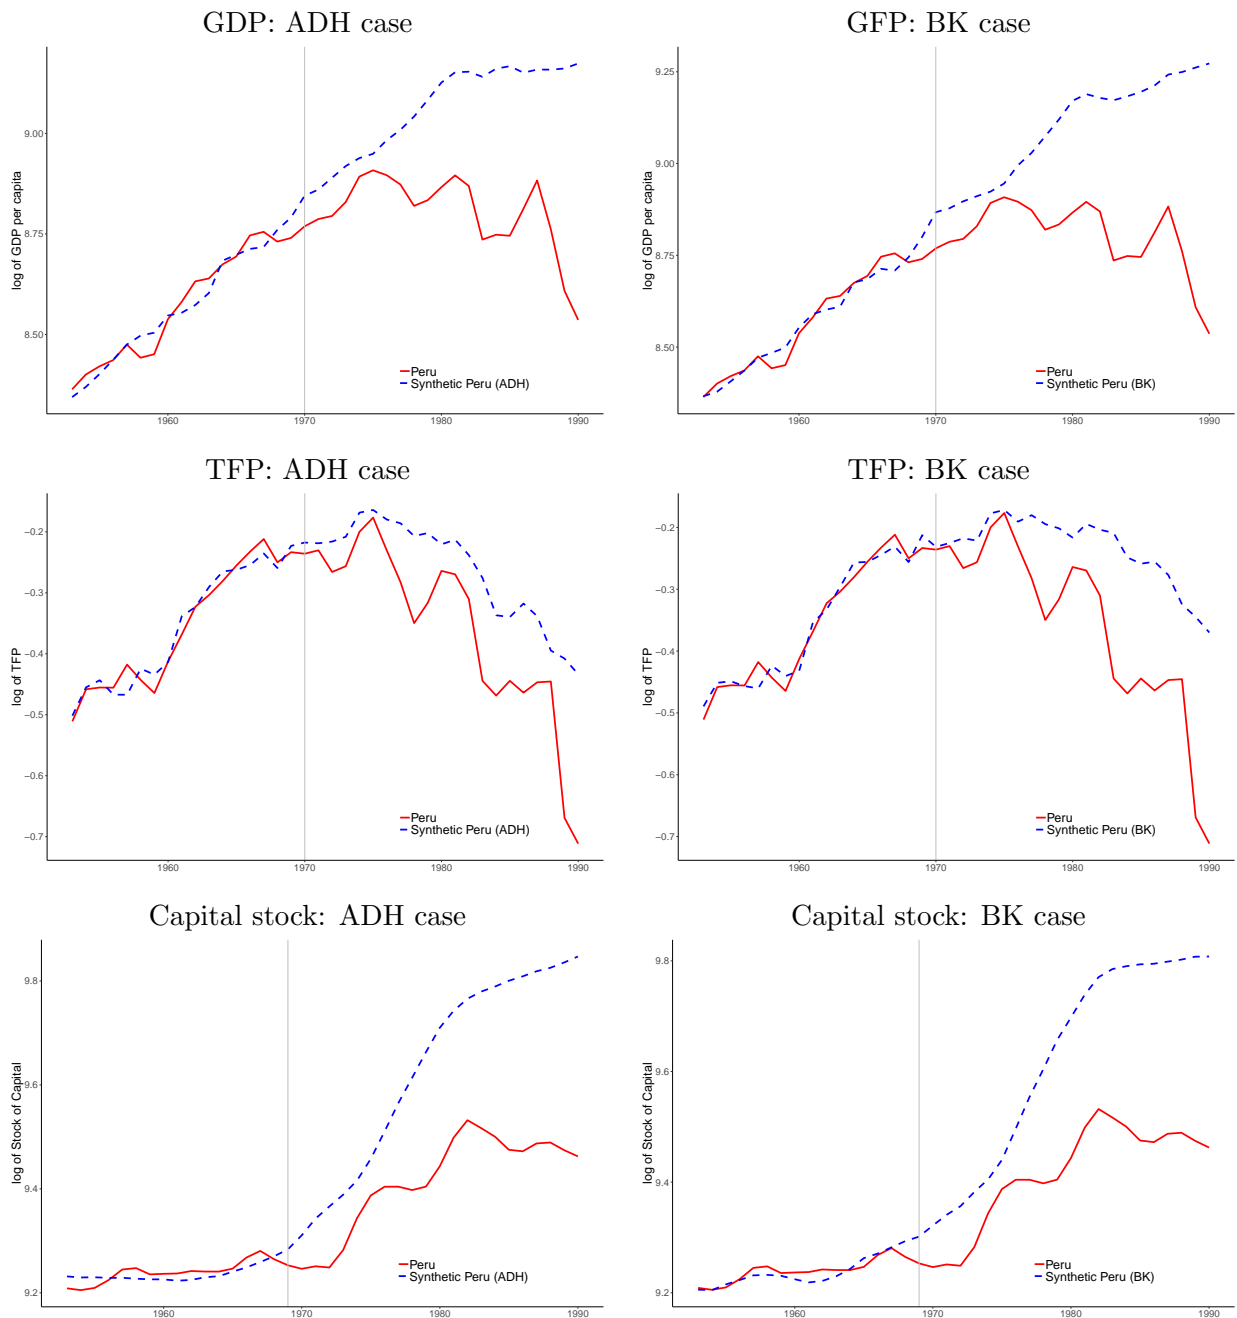 GDP: ADH case
log of GDP per capita
9.00
8.75
8.50
1960 1970 1980 1990
Peru
Synthetic Peru (ADH)
GFP: BK case
log of GDP per capita
9.25
9.00
8.75
8.50
1960 1970 1980 1990
Peru
Synthetic Peru (BK)
TFP: ADH case
log of TFP
−0.2
−0.3
−0.4
−0.5
−0.6
−0.7
1960 1970 1980 1990
Peru
Synthetic Peru (ADH)
TFP: BK case
log of TFP
−0.2
−0.3
−0.4
−0.5
−0.6
−0.7
1960 1970 1980 1990
Peru
Synthetic Peru (BK)
Capital stock: ADH case
log of Stock of Capital
9.8
9.6
9.4
9.2
1960 1970 1980 1990
Peru
Synthetic Peru (ADH)
Capital stock: BK case
log of Stock of Capital
9.8
9.6
9.4
9.2
1960 1970 1980 1990
Peru
Synthetic Peru (BK)